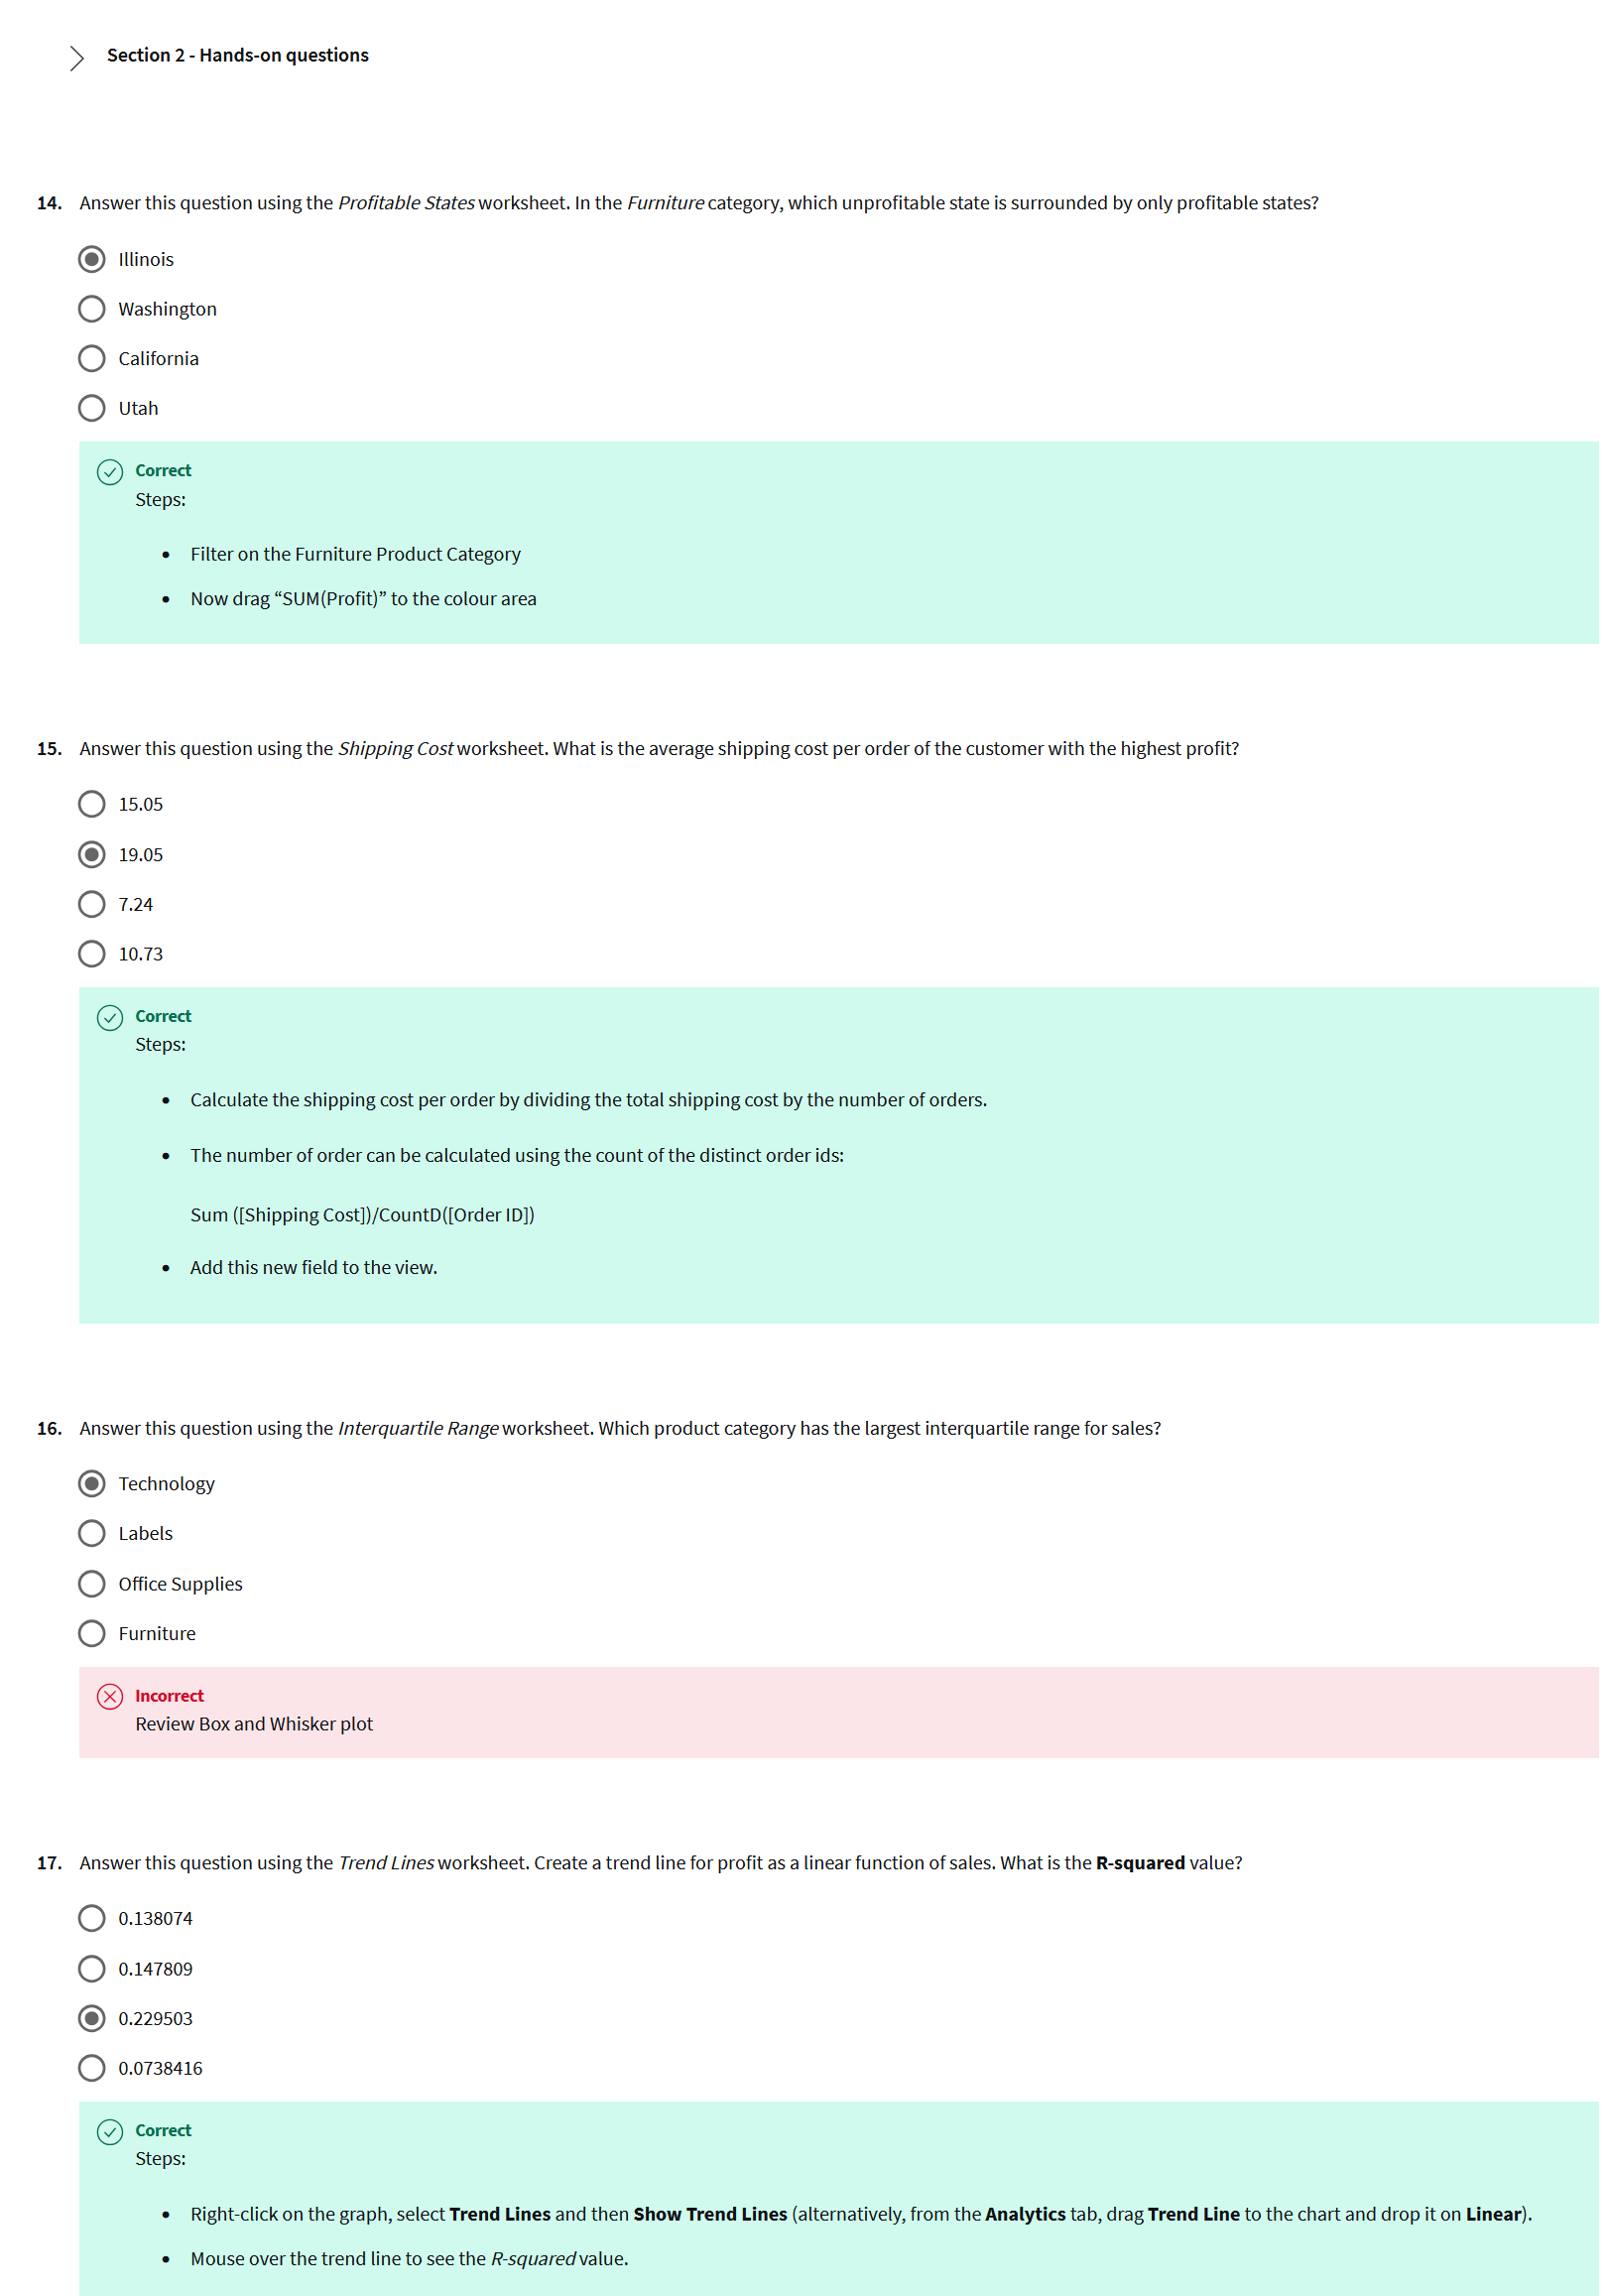 Section 2 - Hands-on questions
14. Answer this question using the Profitable States worksheet. In the Furniture category, which unprofitable state is surrounded by only profitable states?
Illinois
Washington
California
Utah
Correct
Steps:
• Filter on the Furniture Product Category
• Now drag “SUM(Profit)” to the colour area
15. Answer this question using the Shipping Cost worksheet. What is the average shipping cost per order of the customer with the highest profit?
15.05
19.05
7.24
10.73
Correct
Steps:
• Calculate the shipping cost per order by dividing the total shipping cost by the number of orders.
• The number of order can be calculated using the count of the distinct order ids:
Sum ([Shipping Cost])/CountD([Order ID])
• Add this new field to the view.
16. Answer this question using the Interquartile Range worksheet. Which product category has the largest interquartile range for sales?
Technology
Labels
Office Supplies
Furniture
Incorrect
Review Box and Whisker plot
17. Answer this question using the Trend Lines worksheet. Create a trend line for profit as a linear function of sales. What is the R-squared value?
0.138074
0.147809
0.229503
0.0738416
Correct
Steps:
• Right-click on the graph, select Trend Lines and then Show Trend Lines (alternatively, from the Analytics tab, drag Trend Line to the chart and drop it on Linear).
• Mouse over the trend line to see the R-squared value.